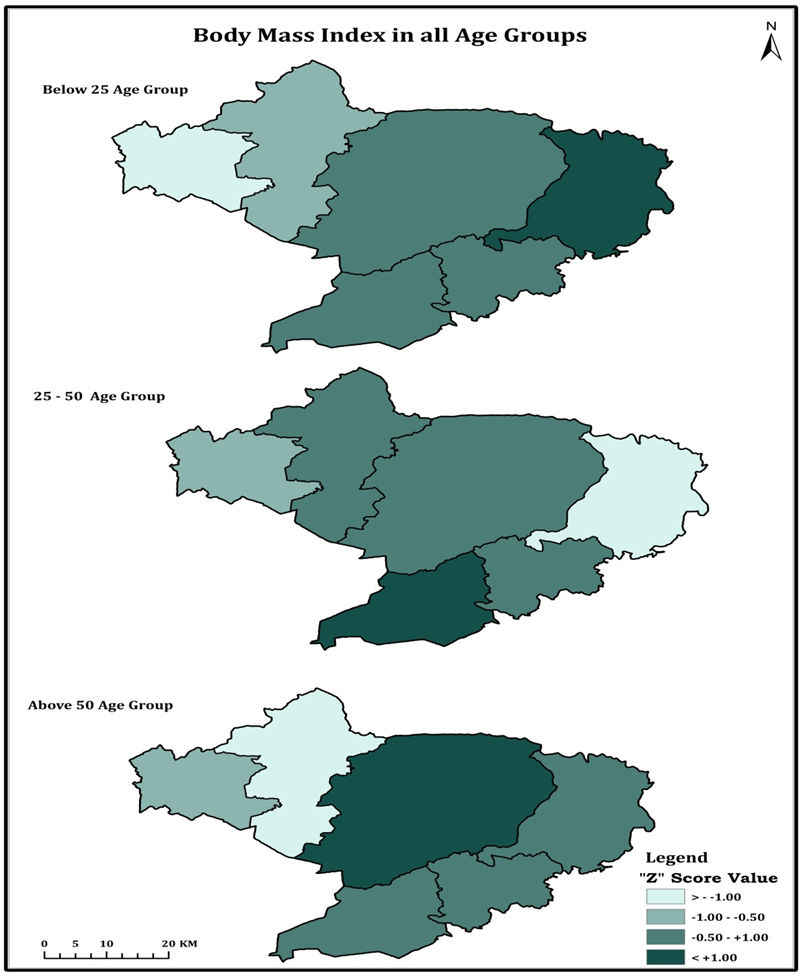 Body Mass Index in all Age Groups
N
Below 25 Age Group
25 - 50 Age Group
Above 50 Age Group
Legend
"Z" Score Value
> - -1.00
-1.00 - -0.50
-0.50 - +1.00
< +1.00
0 5 10 20 KM